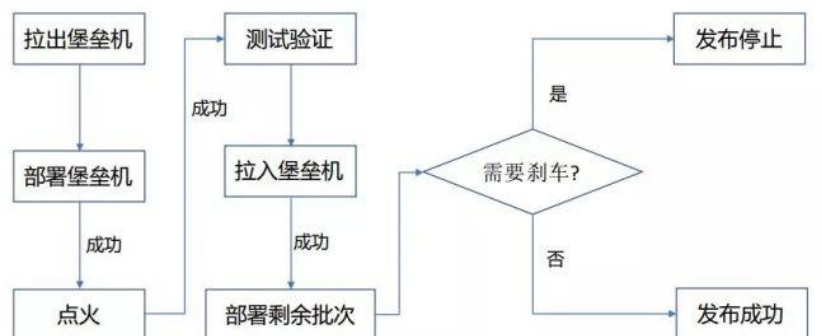 拉出堡垒机
部署堡垒机
成功
点火
成功
测试验证
拉入堡垒机
成功
部署剩余批次
需要刹车?
是
发布停止
否
发布成功